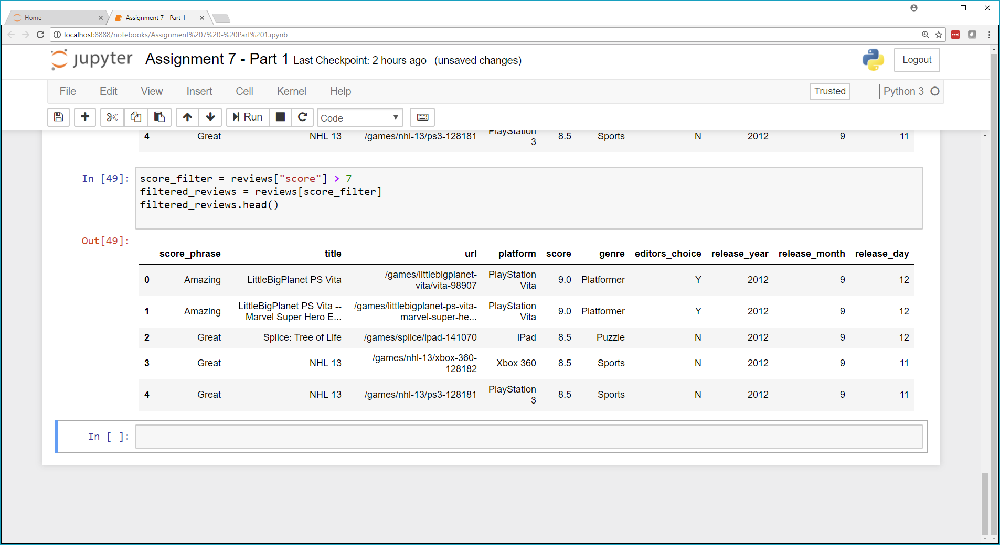 Home
Assignment 7 - Part 1
localhost:8888/notebooks/Assignment%207%20-%20Part%201.ipynb
jupyter Assignment 7 - Part 1 Last Checkpoint: 2 hours ago (unsaved changes)
Logout
File Edit View Insert Cell Kernel Help
Trusted
Python 3
Run
Code
PlayStation
4 Great NHL 13 /games/nhl-13/ps3-128181 8.5 Sports N 2012 9 11
3
In [49]: score_filter = reviews["score"] > 7
filtered_reviews = reviews[score_filter]
filtered_reviews.head()
Out[49]:
score_phrase title url platform score genre editors_choice release_year release_month release_day
0 Amazing LittleBigPlanet PS Vita /games/littlebigplanet- PlayStation 9.0 Platformer Y 2012 9 12
vita/vita-98907 Vita
1 Amazing LittleBigPlanet PS Vita -- /games/littlebigplanet-ps-vita- PlayStation 9.0 Platformer Y 2012 9 12
Marvel Super Hero E... marvel-super-he... Vita
2 Great Splice: Tree of Life /games/splice/ipad-141070 iPad 8.5 Puzzle N 2012 9 12
3 Great NHL 13 /games/nhl-13/xbox-360- Xbox 360 8.5 Sports N 2012 9 11
128182
4 Great NHL 13 /games/nhl-13/ps3-128181 PlayStation 8.5 Sports N 2012 9 11
3
In [ ]: